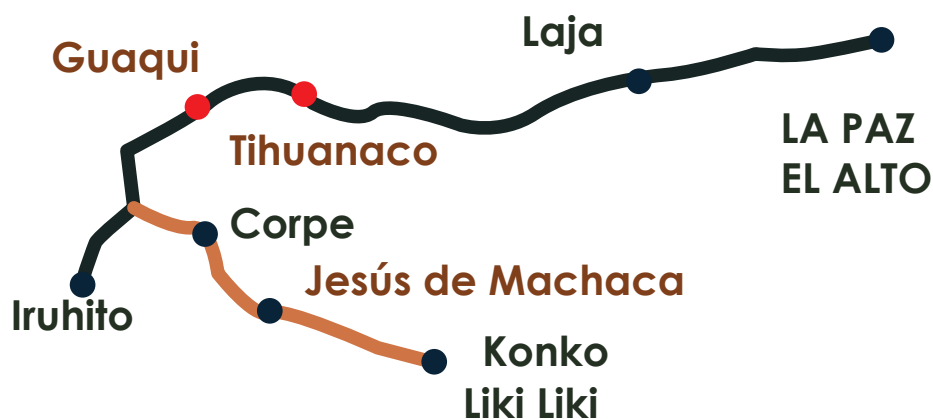 Laja
Guaqui
LA PAZ
EL ALTO
Tihuanaco
Corpe
Jesús de Machaca
Iruhito
Konko
Liki Liki